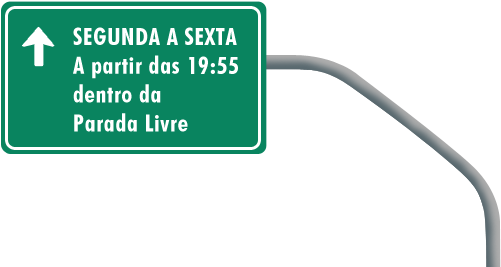 SEGUNDA A SEXTA
A partir das 19:55
dentro da
Parada Livre